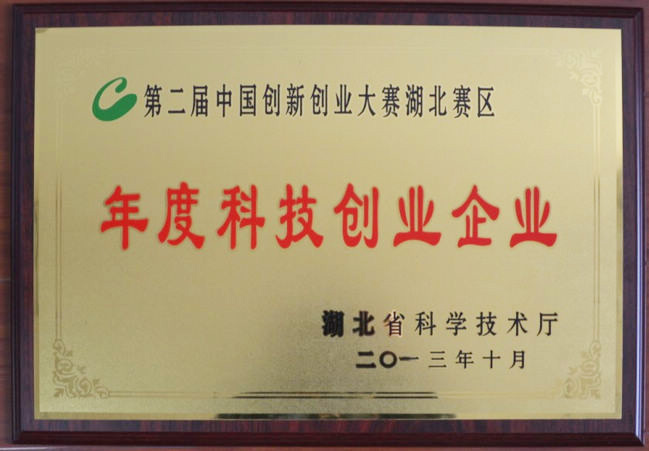 第二届中国创新创业大赛湖北赛区
年度科技创业企业
湖北省科学技术厅
二〇一三年十月